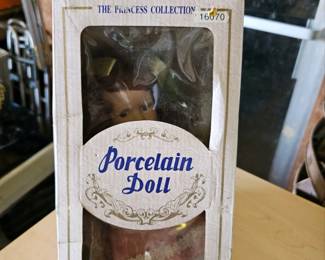 THE PRINCESS COLLECTION
16070
Porcelain
Doll